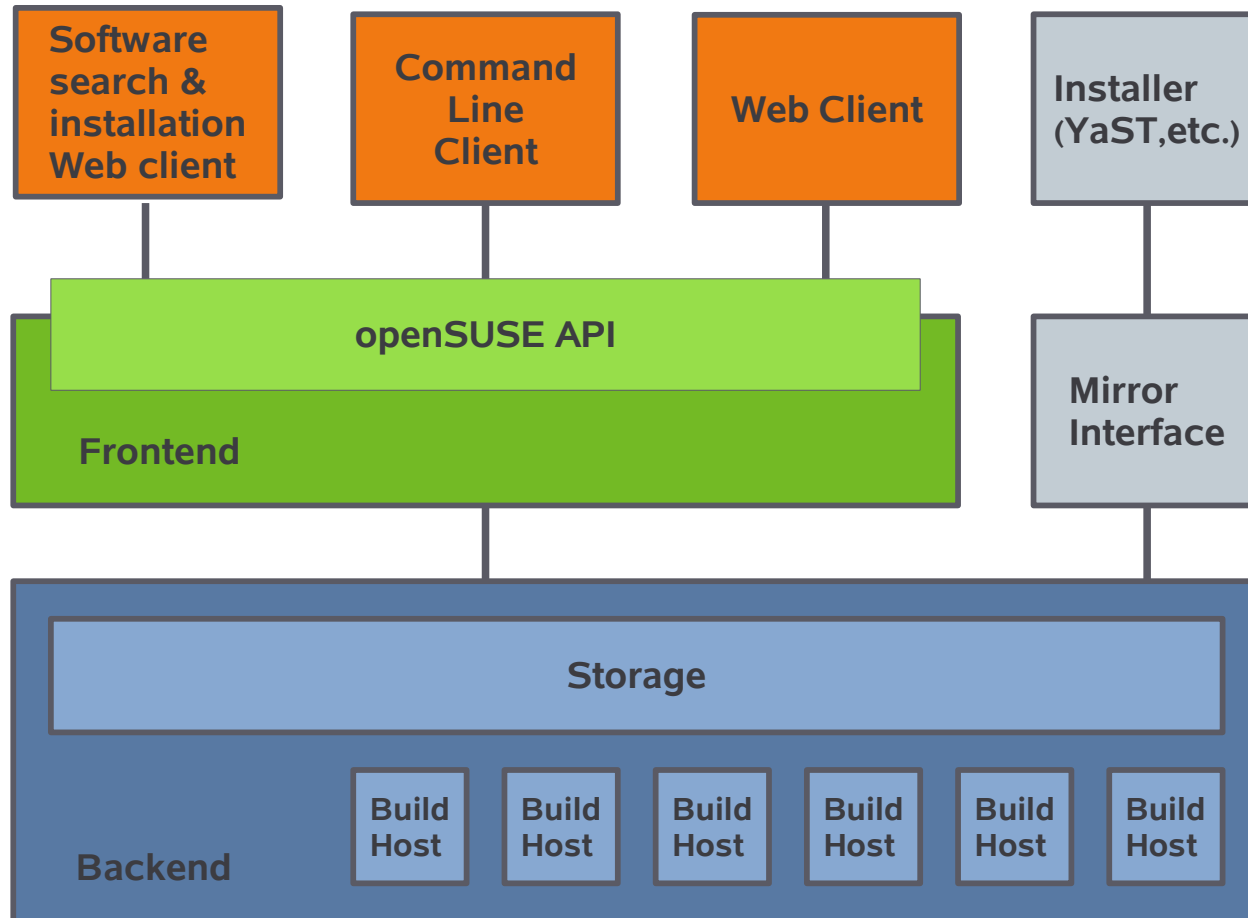 Software
search &
installation
Web client
Command
Line
Client
Web Client
Installer
(YaST,etc.)
openSUSE API
Frontend
Mirror
Interface
Storage
Build
Host
Build
Host
Build
Host
Build
Host
Build
Host
Build
Host
Backend